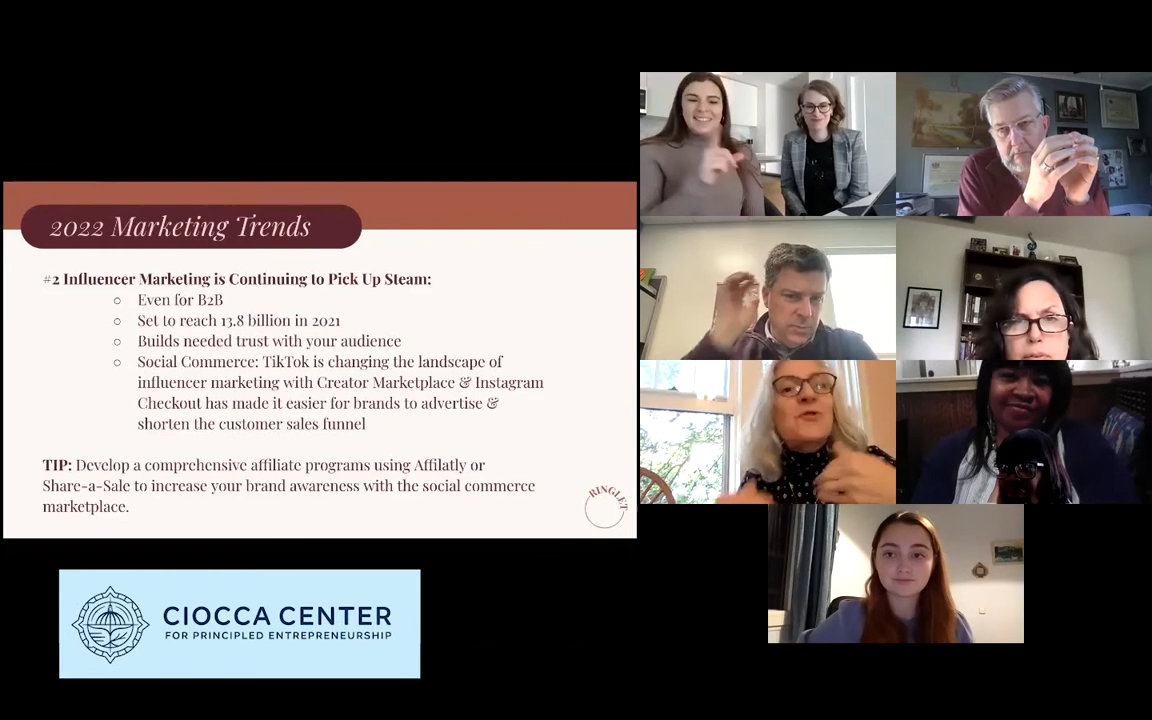 2022 Marketing Trends
#2 Influencer Marketing is Continuing to Pick Up Steam:
○ Even for B2B
○ Set to reach 13.8 billion in 2021
○ Builds needed trust with your audience
○ Social Commerce: TikTok is changing the landscape of
influencer marketing with Creator Marketplace & Instagram
Checkout has made it easier for brands to advertise &
shorten the customer sales funnel
TIP: Develop a comprehensive affiliate programs using Affilatly or
Share-a-Sale to increase your brand awareness with the social commerce
marketplace.
RINGLET
CIOCCA CENTER
FOR PRINCIPLED ENTREPRENEURSHIP